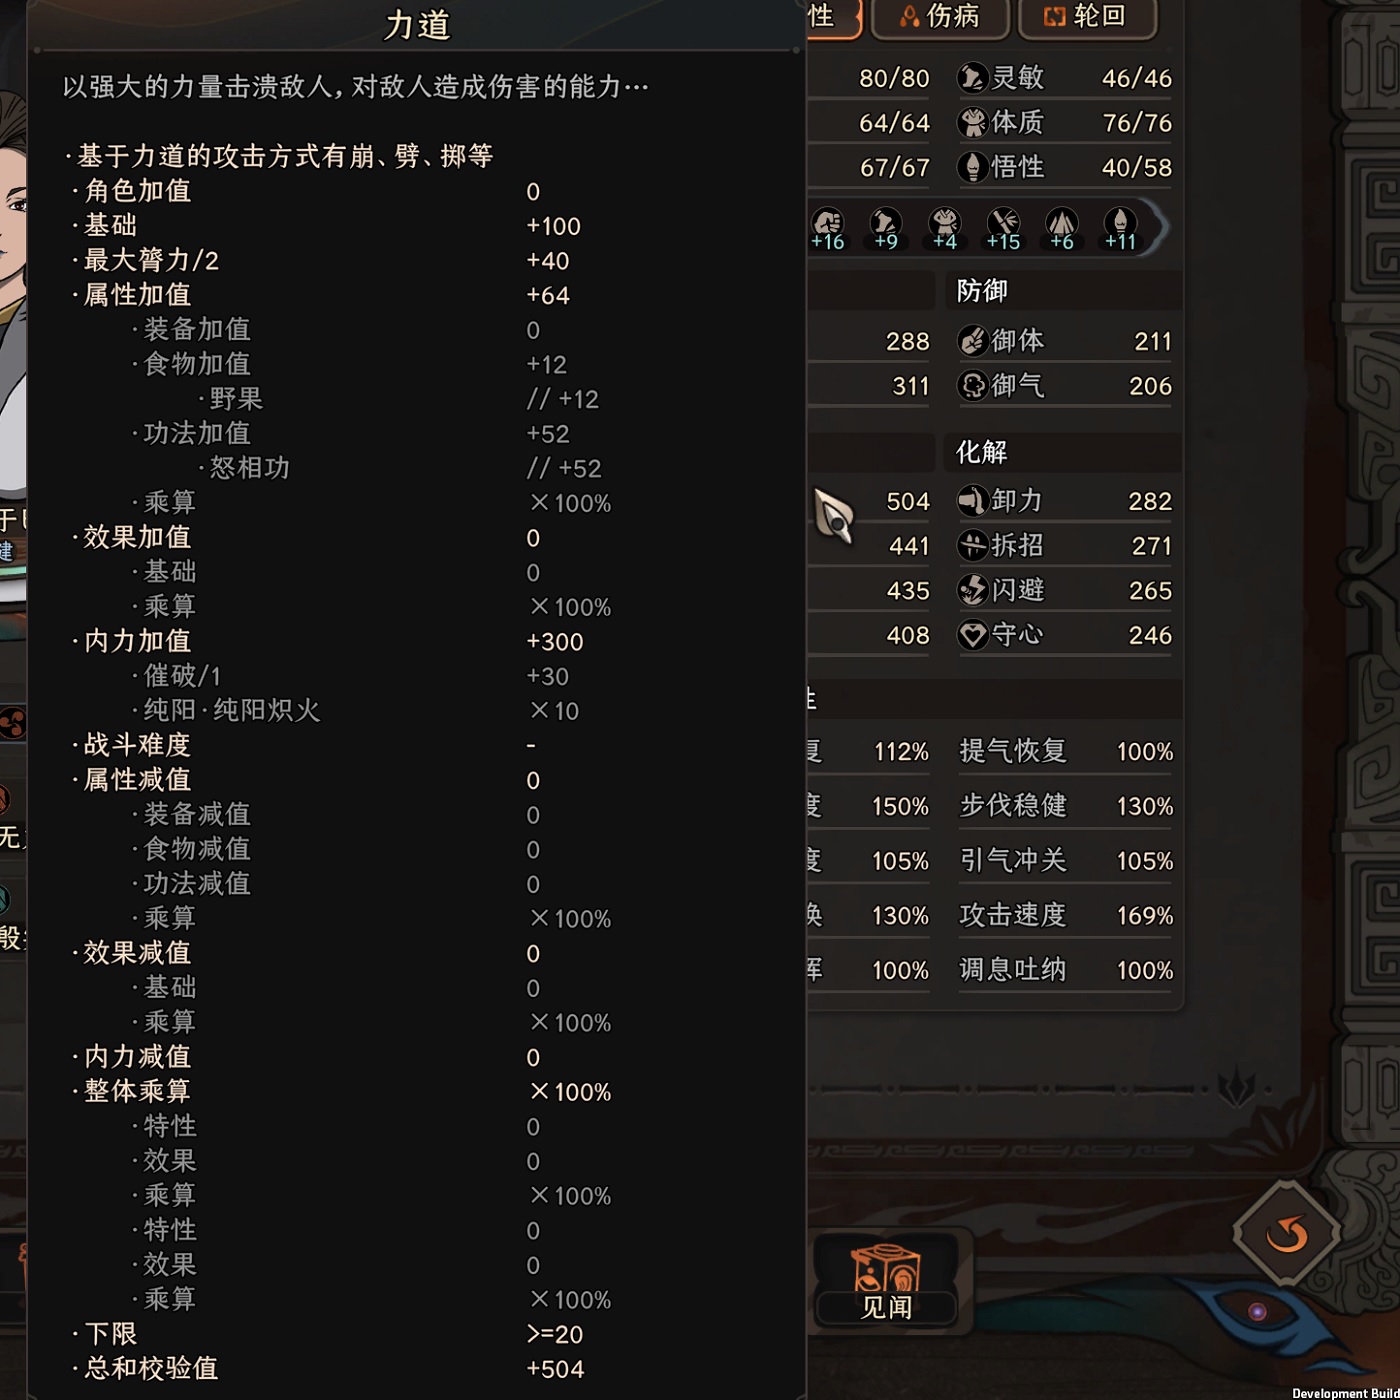 力道
以强大的力量击溃敌人，对敌人造成伤害的能力…
·基于力道的攻击方式有崩、劈、掷等
·角色加值 0
·基础 +100
·最大膂力/2 +40
·属性加值 +64
·装备加值 0
·食物加值 +12
·野果 // +12
·功法加值 +52
·怒相功 // +52
·乘算 ×100%
·效果加值 0
·基础 0
·乘算 ×100%
·内力加值 +300
·催破/1 +30
·纯阳·纯阳炽火 ×10
·战斗难度 -
·属性减值 0
·装备减值 0
·食物减值 0
·功法减值 0
·乘算 ×100%
·效果减值 0
·基础 0
·乘算 ×100%
·内力减值 0
·整体乘算 ×100%
·特性 0
·效果 0
·乘算 ×100%
·特性 0
·效果 0
·乘算 ×100%
·下限 >=20
·总和校验值 +504
性 伤病 轮回
80/80 灵敏 46/46
64/64 体质 76/76
67/67 悟性 40/58
+16 +9 +4 +15 +6 +11
防御
288 御体 211
311 御气 206
化解
504 卸力 282
441 拆招 271
435 闪避 265
408 守心 246
112% 提气恢复 100%
150% 步伐稳健 130%
105% 引气冲关 105%
130% 攻击速度 169%
100% 调息吐纳 100%
见闻
Development Build